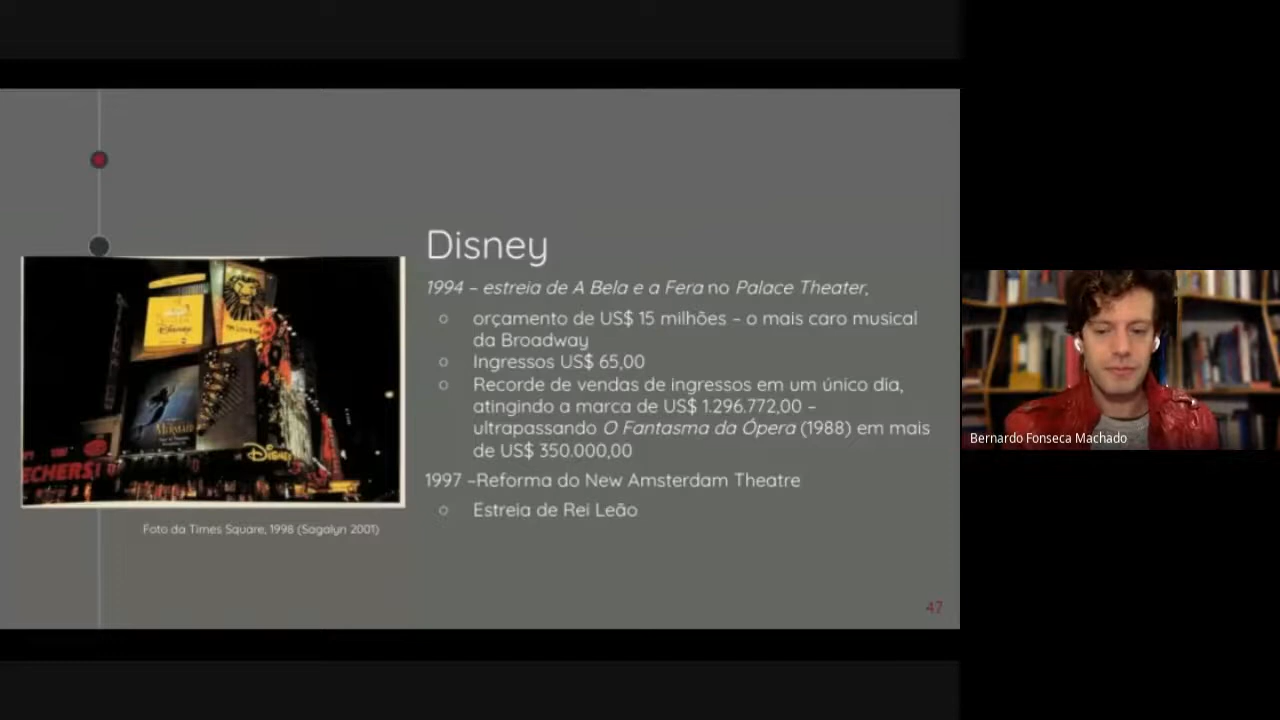 Disney
1994 – estreia de A Bela e a Fera no Palace Theater,
orçamento de US$ 15 milhões – o mais caro musical
da Broadway
Ingressos US$ 65,00
Recorde de vendas de ingressos em um único dia,
atingindo a marca de US$ 1.296.772,00 –
ultrapassando O Fantasma da Ópera (1988) em mais
de US$ 350.000,00
1997 –Reforma do New Amsterdam Theatre
Estreia de Rei Leão
Disney
MERMAID
Disney
ECHERS!
Foto da Times Square, 1998 (Sagalyn 2001)
47
Bernardo Fonseca Machado